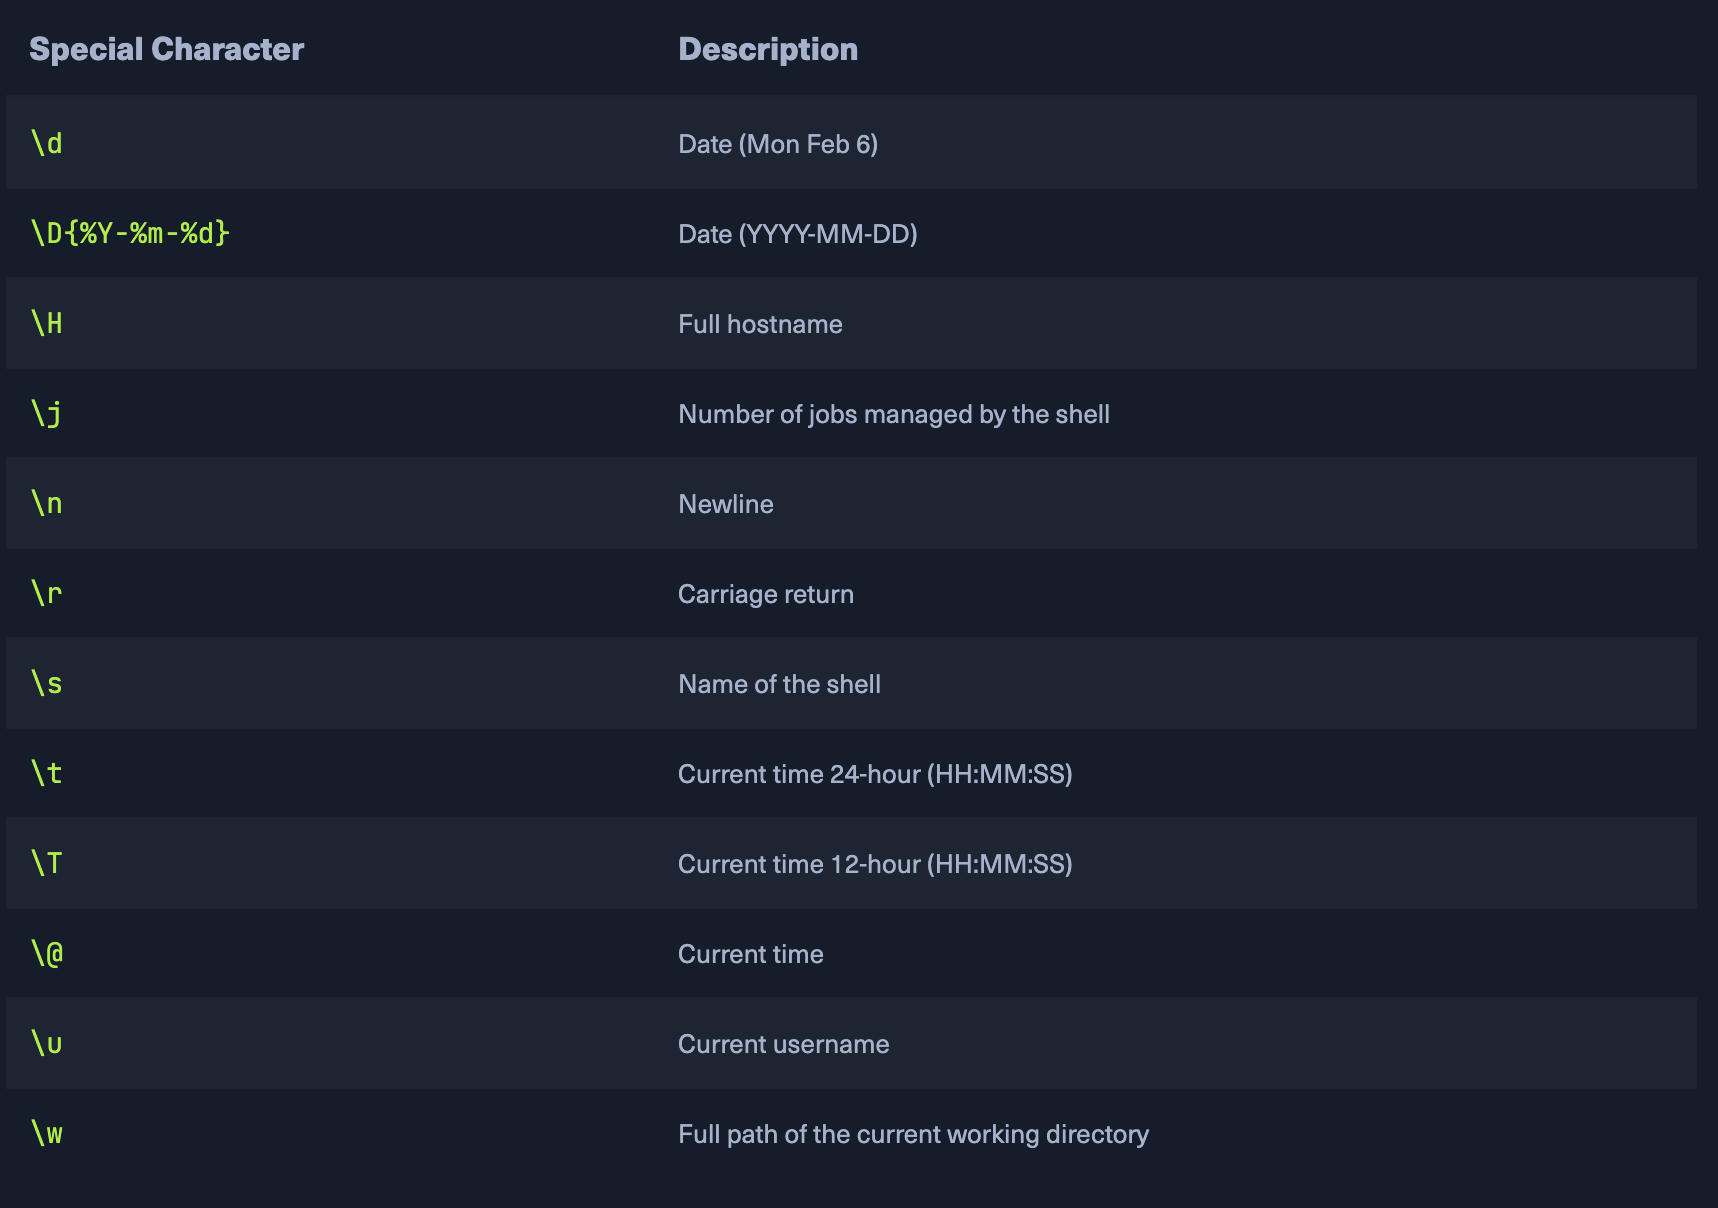 Special Character Description
\d Date (Mon Feb 6)
\D{%Y-%m-%d} Date (YYYY-MM-DD)
\H Full hostname
\j Number of jobs managed by the shell
\n Newline
\r Carriage return
\s Name of the shell
\t Current time 24-hour (HH:MM:SS)
\T Current time 12-hour (HH:MM:SS)
\@ Current time
\u Current username
\w Full path of the current working directory